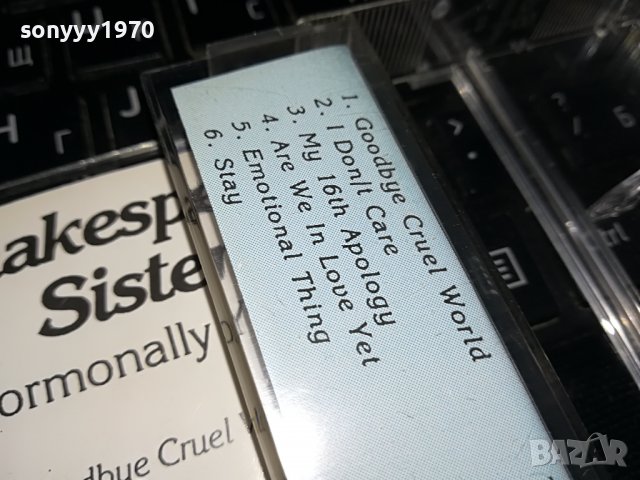 sonyyy1970
1. Goodbye Cruel World
2. I Don/t Care
3. My 16th Apology
4. Are We In Love Yet
5. Emotional Thing
6. Stay
akesp
Siste
ormonally
dbye Cruel W
BAZAR